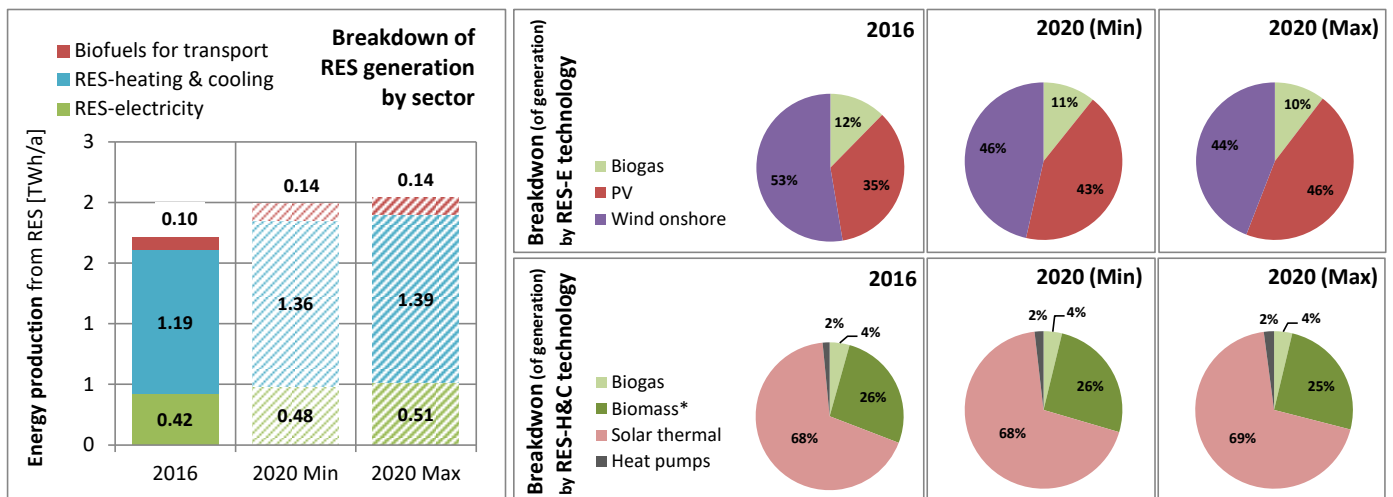 Breakdown of
RES generation
by sector
Biofuels for transport
RES-heating & cooling
RES-electricity
Energy production from RES [TWh/a]
3
2
2
1
1
0
0.10
1.19
0.42
0.14
1.36
0.48
0.14
1.39
0.51
2016
2020 Min
2020 Max
Breakdwon (of generation)
by RES-E technology
Biogas
PV
Wind onshore
2016
12%
35%
53%
2020 (Min)
11%
43%
46%
2020 (Max)
10%
46%
44%
Breakdwon (of generation)
by RES-H&C technology
Biogas
Biomass*
Solar thermal
Heat pumps
2016
2%
4%
26%
68%
2020 (Min)
2%
4%
26%
68%
2020 (Max)
2%
4%
25%
69%